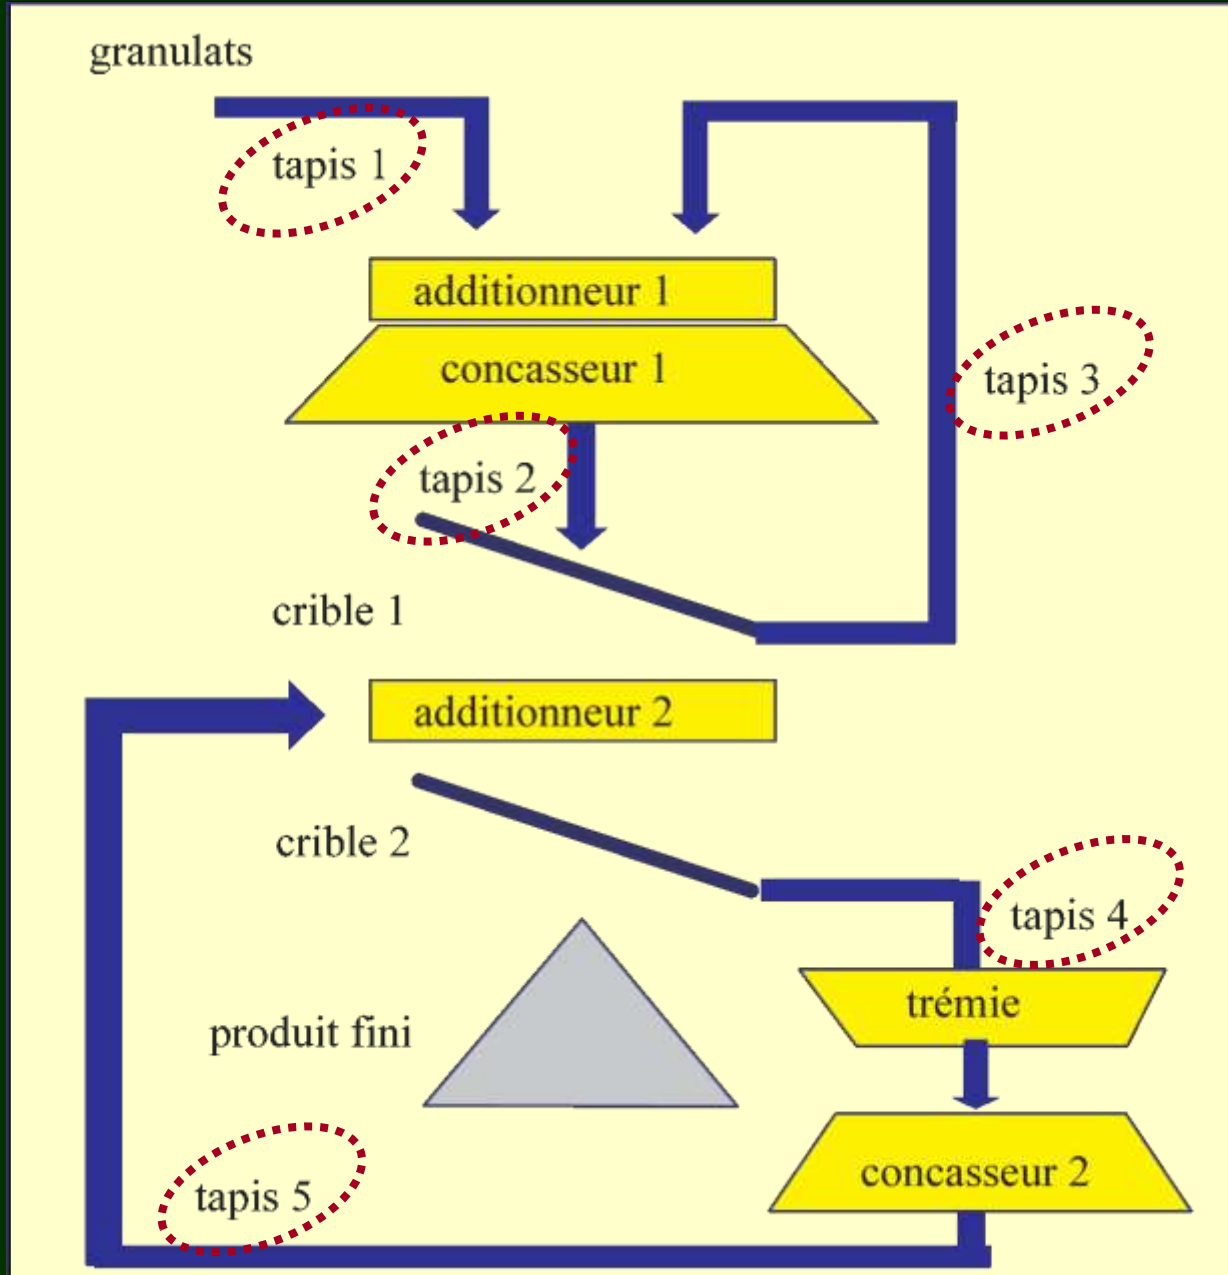 granulats
tapis 1
additionneur 1
concasseur 1
tapis 3
tapis 2
crible 1
additionneur 2
crible 2
tapis 4
trémie
produit fini
concasseur 2
tapis 5